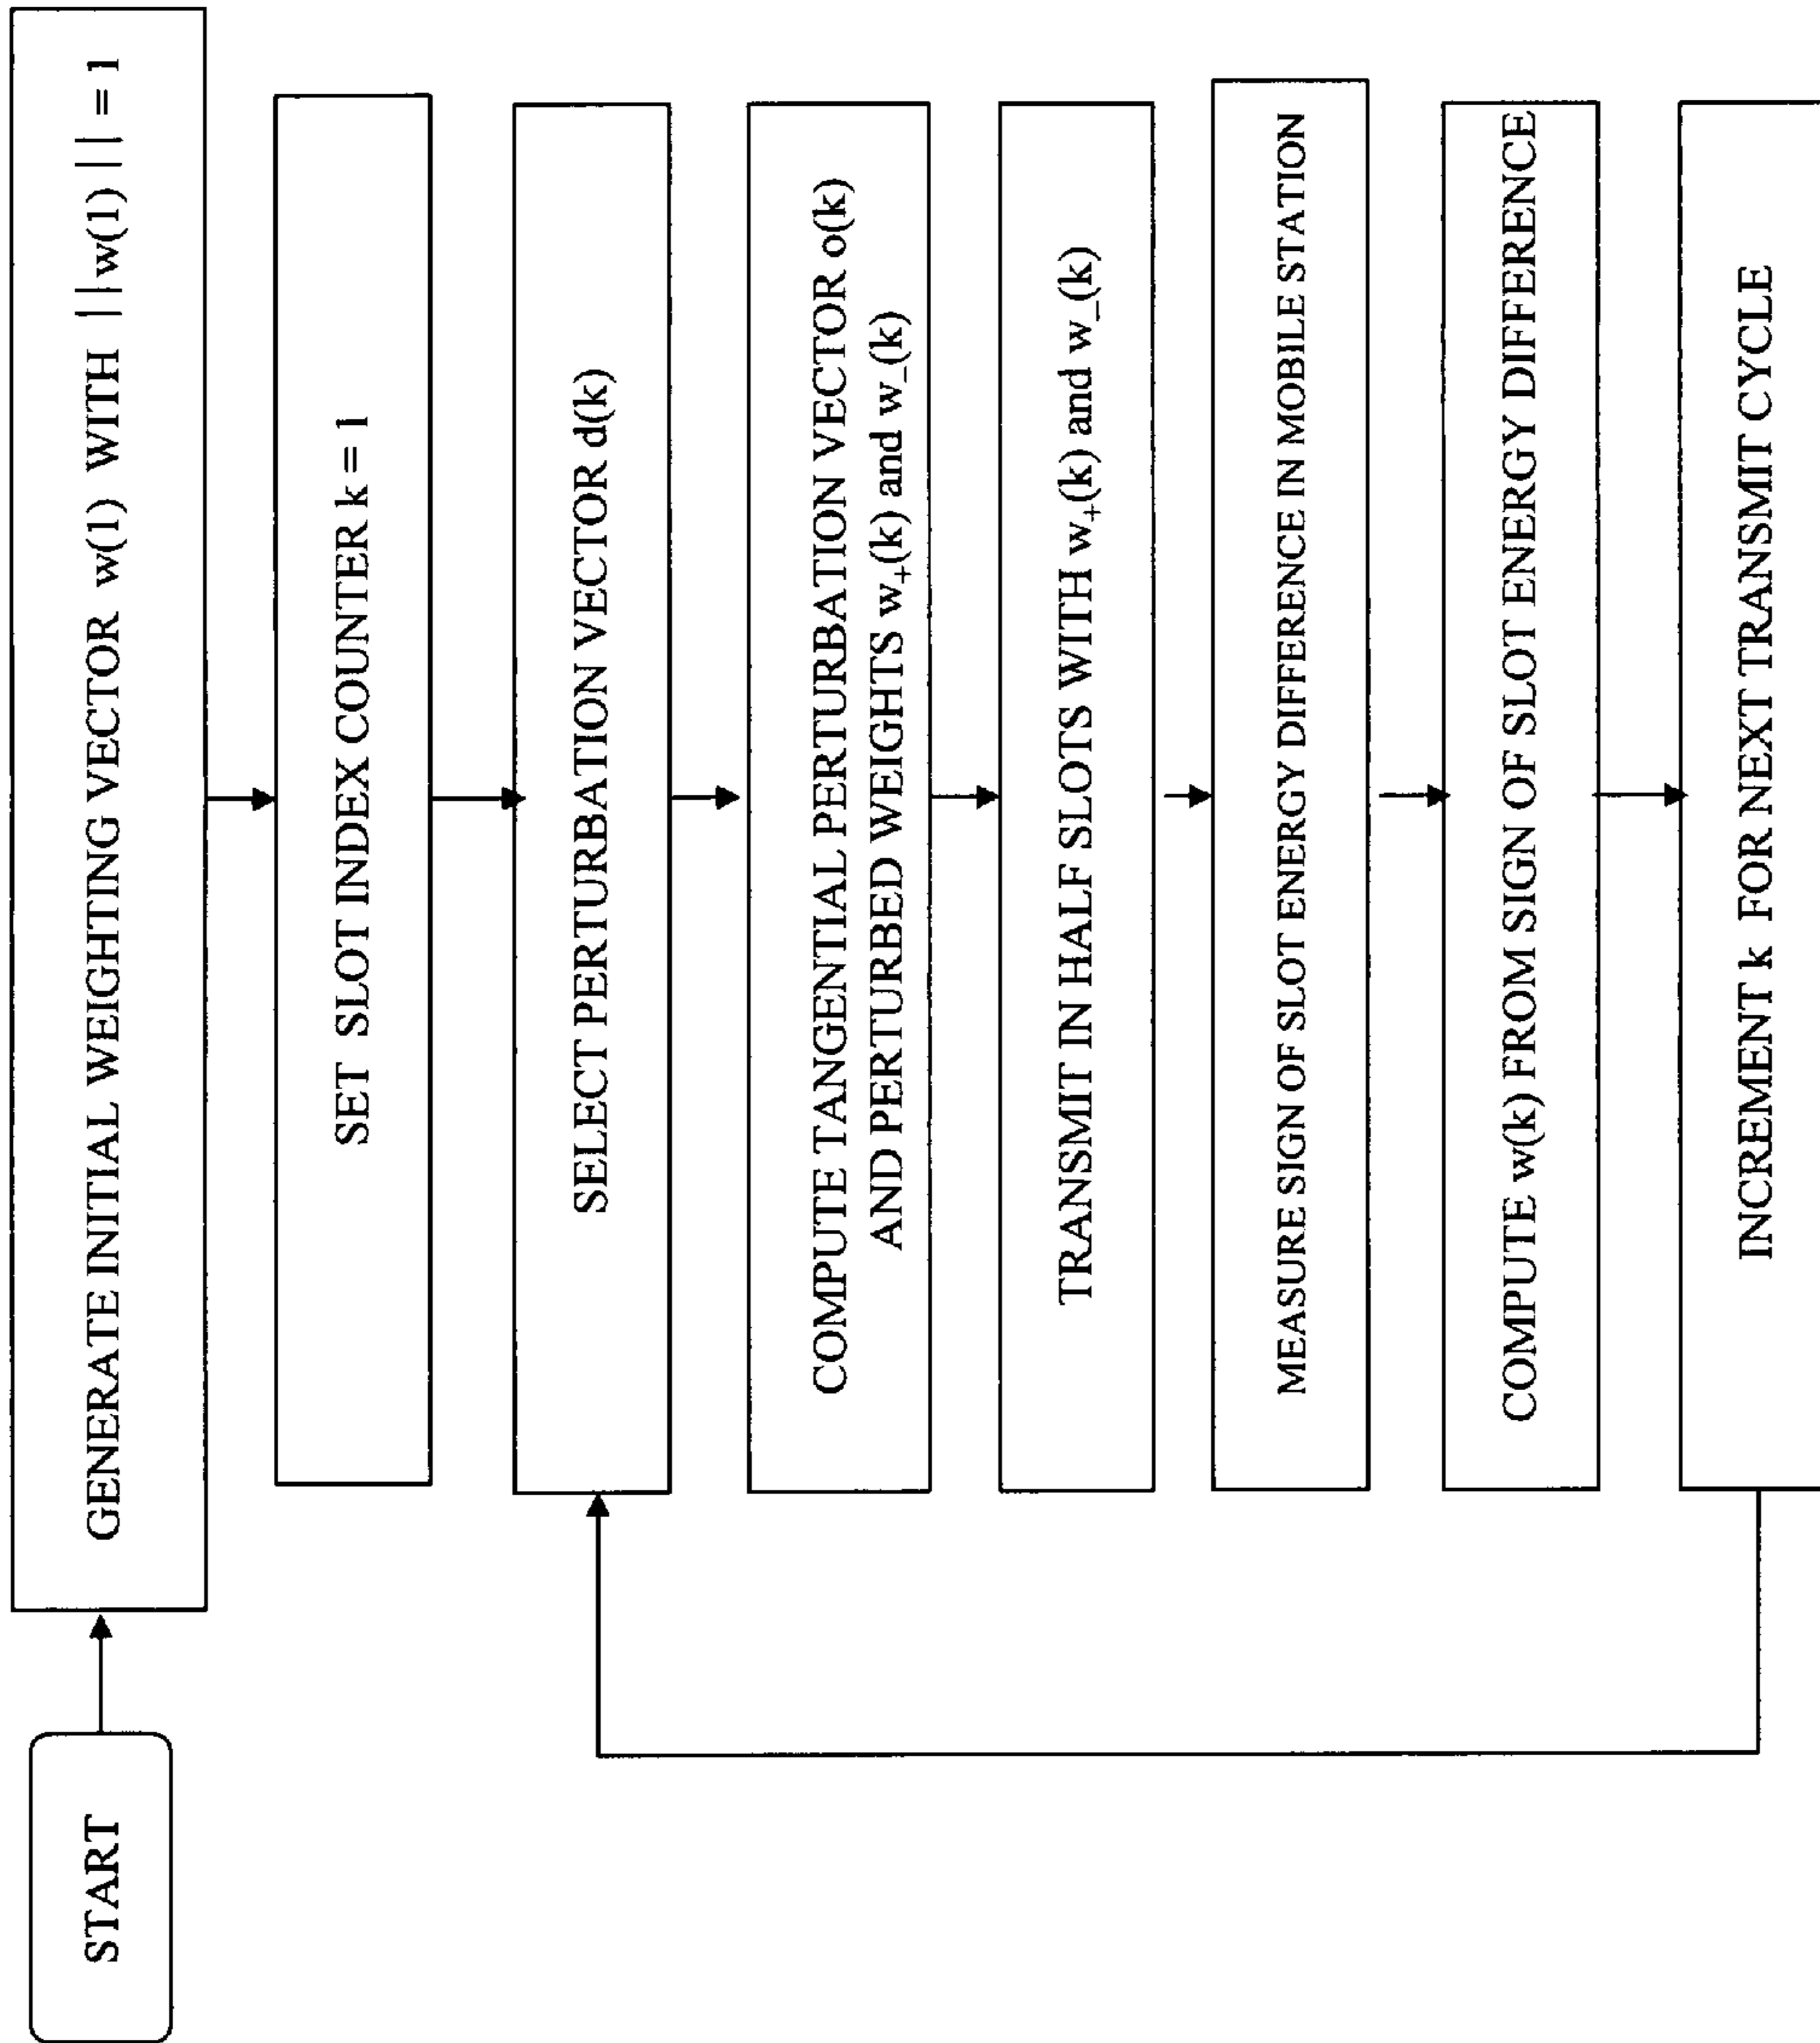 START
GENERATE INITIAL WEIGHTING VECTOR w(1) WITH ||w(1)|| = 1
SET SLOT INDEX COUNTER k = 1
SELECT PERTURBATION VECTOR d(k)
COMPUTE TANGENTIAL PERTURBATION VECTOR o(k)
AND PERTURBED WEIGHTS w₊(k) and w₋(k)
TRANSMIT IN HALF SLOTS WITH w₊(k) and w₋(k)
MEASURE SIGN OF SLOT ENERGY DIFFERENCE IN MOBILE STATION
COMPUTE w(k) FROM SIGN OF SLOT ENERGY DIFFERENCE
INCREMENT k FOR NEXT TRANSMIT CYCLE